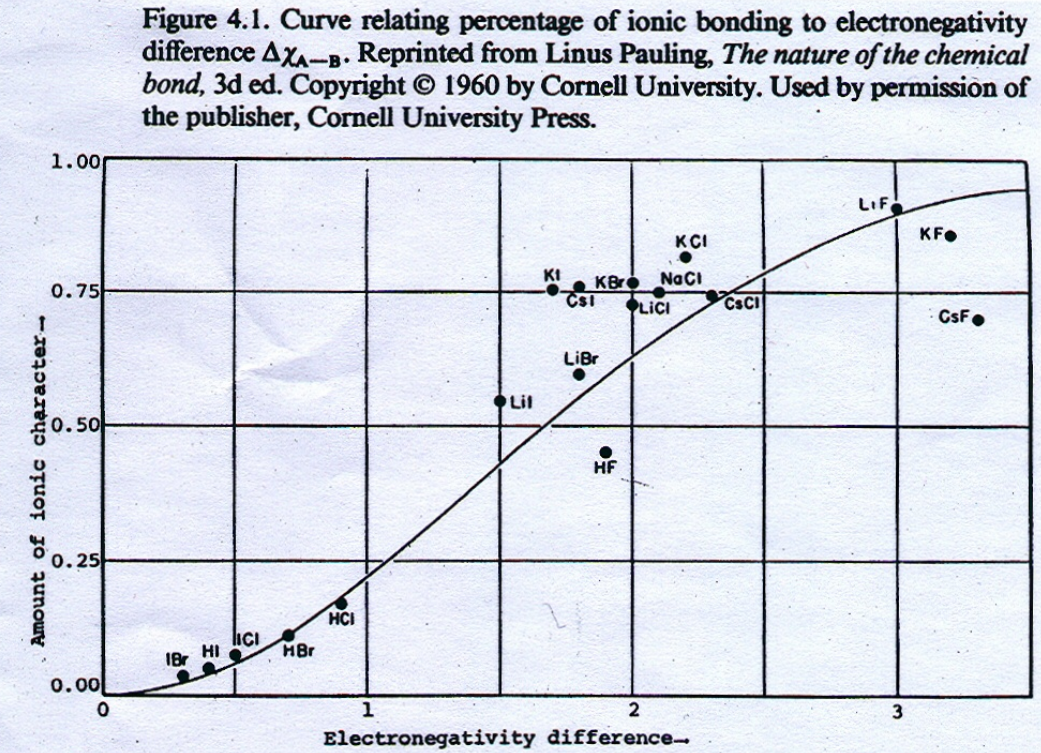 Figure 4.1. Curve relating percentage of ionic bonding to electronegativity
difference ΔχA–B. Reprinted from Linus Pauling, The nature of the chemical
bond, 3d ed. Copyright © 1960 by Cornell University. Used by permission of
the publisher, Cornell University Press.
1.00
LiF
KCl
KF
KI
KBr
NaCl
0.75
CsI
LiCl
CsCl
CsF
LiBr
LiI
0.50
HF
Amount of ionic character→
0.25
HCl
ICl
HI
IBr
HBr
0.00
0 1 2 3
Electronegativity difference→